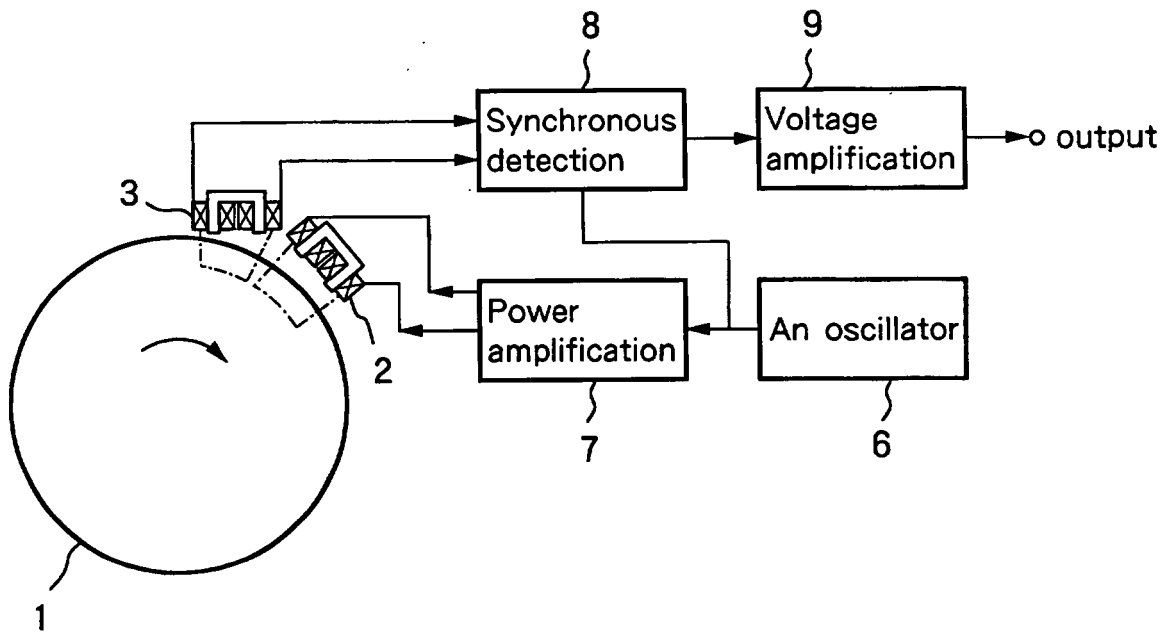 8
9
Synchronous
detection
Voltage
amplification
output
3
2
Power
amplification
An oscillator
7
6
1